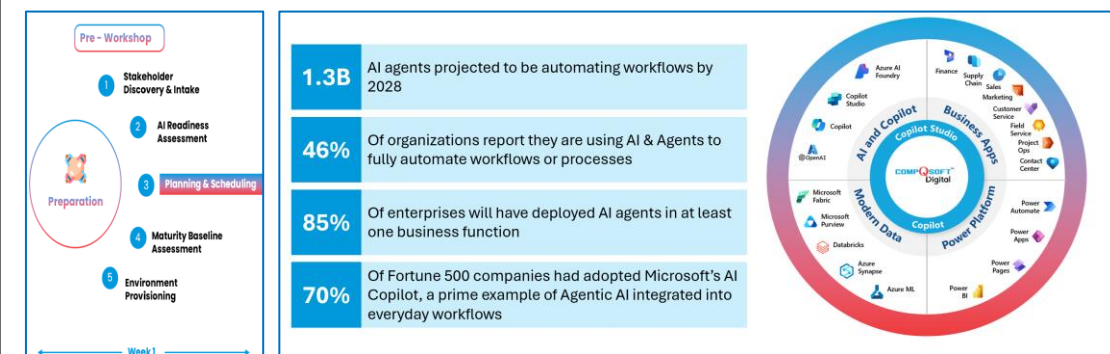 Pre - Workshop
1
Stakeholder
Discovery & Intake
2
AI Readiness
Assessment
3
Planning & Scheduling
Preparation
4
Maturity Baseline
Assessment
5
Environment
Provisioning
Week1
1.3B
AI agents projected to be automating workflows by
2028
46%
Of organizations report they are using AI & Agents to
fully automate workflows or processes
85%
Of enterprises will have deployed AI agents in at least
one business function
70%
Of Fortune 500 companies had adopted Microsoft's AI
Copilot, a prime example of Agentic AI integrated into
everyday workflows
AI and Copilot
Azure AI
Foundry
Copilot
Studio
Copilot
OpenAI
Business Apps
Finance
Supply
Chain
Sales
Marketing
Customer
Service
Field
Service
Project
Ops
Contact
Center
Copilot Studio
COMPQSOFT™
Digital
Copilot
Modern Data
Microsoft
Fabric
Microsoft
Purview
Databricks
Azure
Synapse
Azure ML
Power Platform
Power
Automate
Power
Apps
Power
Pages
Power
BI